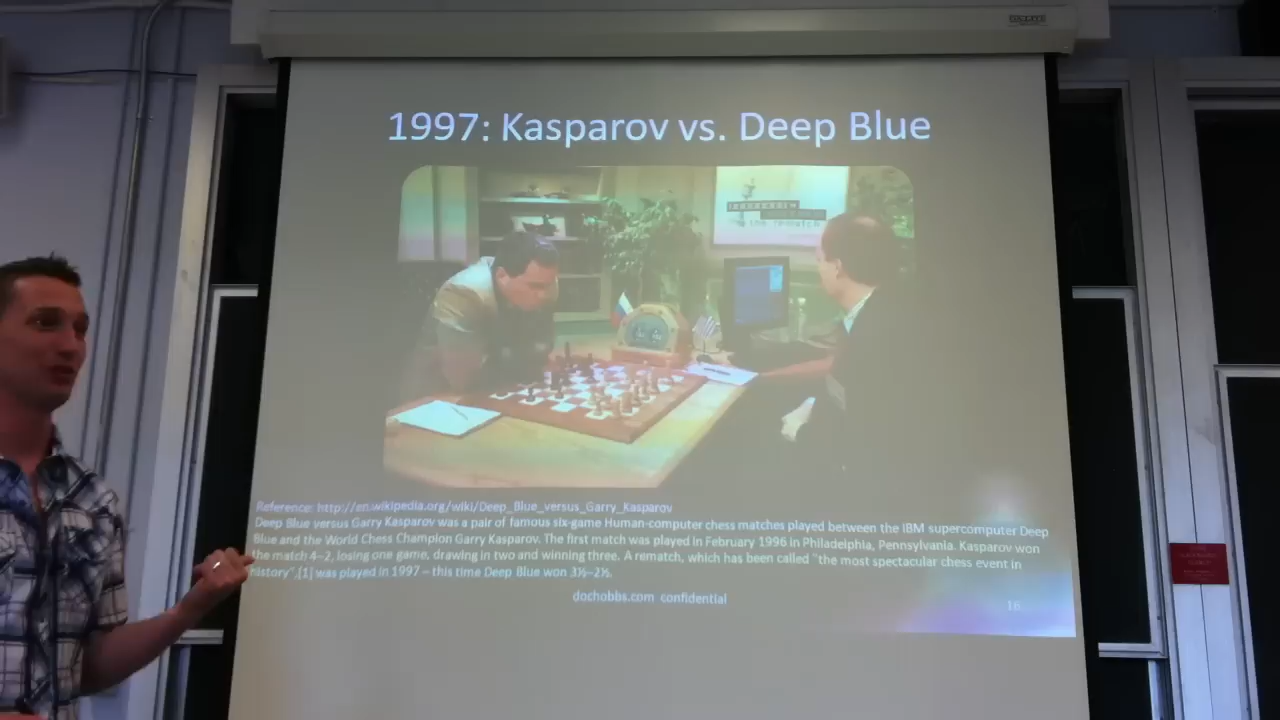 1997: Kasparov vs. Deep Blue
the rematch
Reference: http://en.wikipedia.org/wiki/Deep_Blue_versus_Garry_Kasparov
Deep Blue versus Garry Kasparov was a pair of famous six-game Human-computer chess matches played between the IBM supercomputer Deep
Blue and the World Chess Champion Garry Kasparov. The first match was played in February 1996 in Philadelphia, Pennsylvania. Kasparov won
the match 4–2, losing one game, drawing in two and winning three. A rematch, which has been called "the most spectacular chess event in
history",[1] was played in 1997 – this time Deep Blue won 3½–2½.
dochobbs.com confidential
16